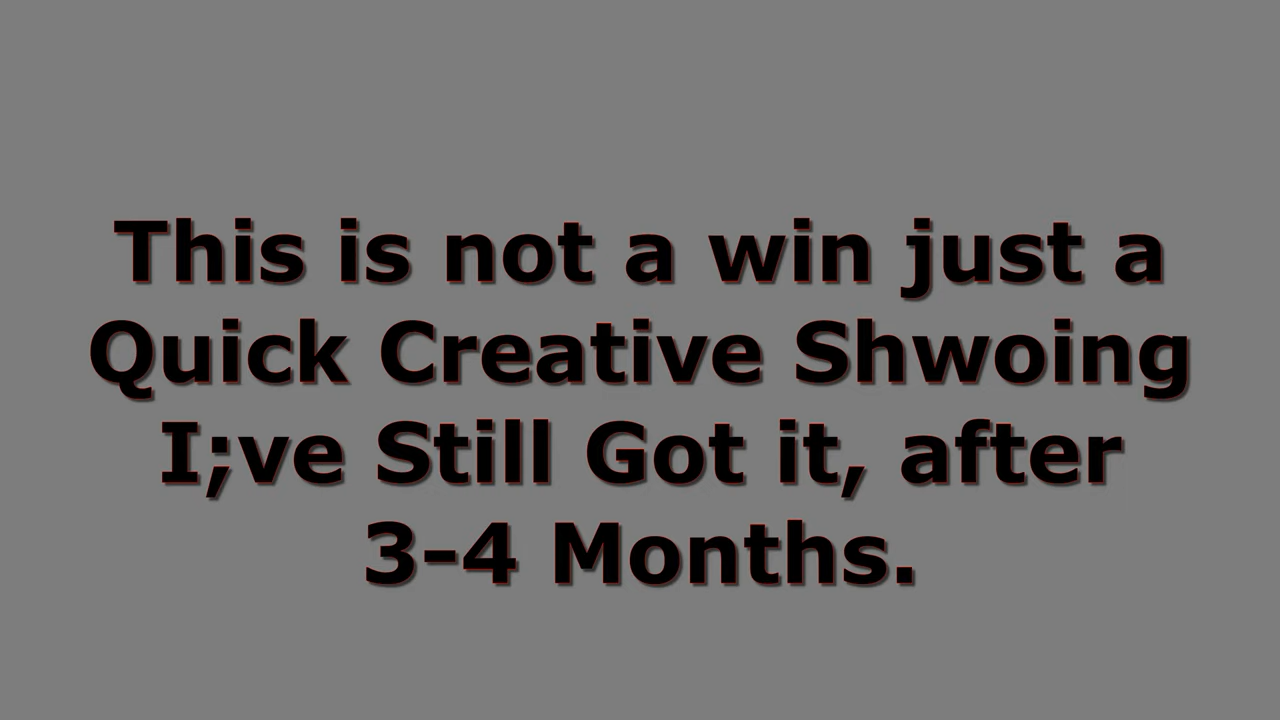 This is not a win just a
Quick Creative Shwoing
I;ve Still Got it, after
3-4 Months.